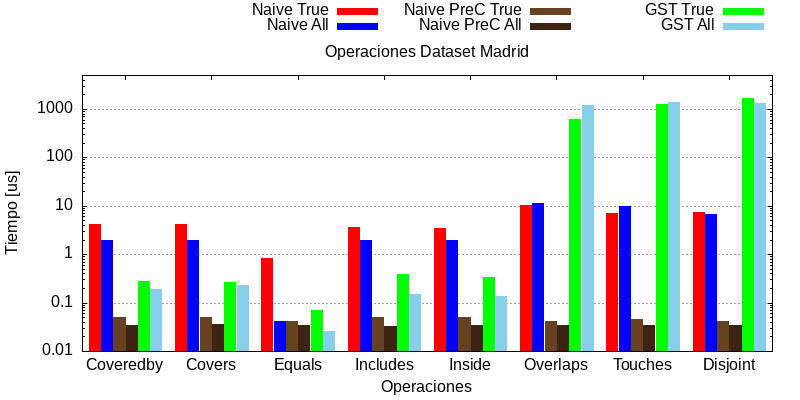 Naive True Naive PreC True GST True
Naive All Naive PreC All GST All
Operaciones Dataset Madrid
1000
100
10
1
0.1
0.01
Tiempo [us]
Coveredby Covers Equals Includes Inside Overlaps Touches Disjoint
Operaciones